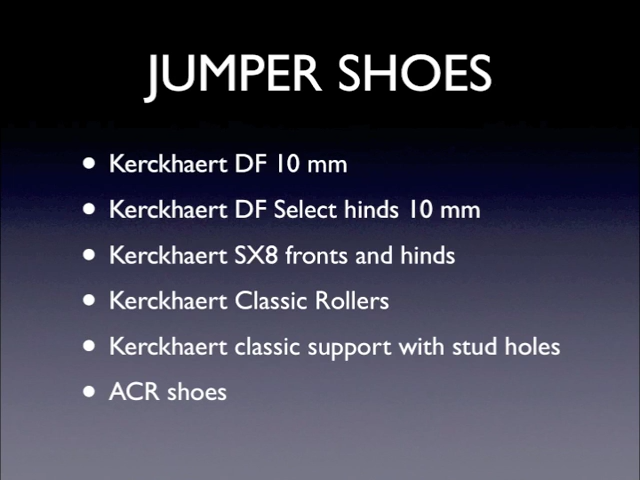 JUMPER SHOES
• Kerckhaert DF 10 mm
• Kerckhaert DF Select hinds 10 mm
• Kerckhaert SX8 fronts and hinds
• Kerckhaert Classic Rollers
• Kerckhaert classic support with stud holes
• ACR shoes